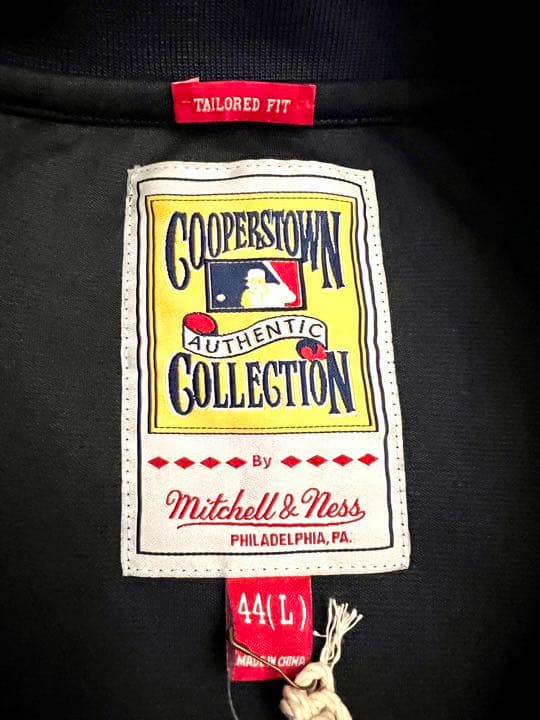 TAILORED FIT
COOPERSTOWN
AUTHENTIC
COLLECTION
By
Mitchell & Ness
PHILADELPHIA, PA.
44(L)
MADE IN CHINA